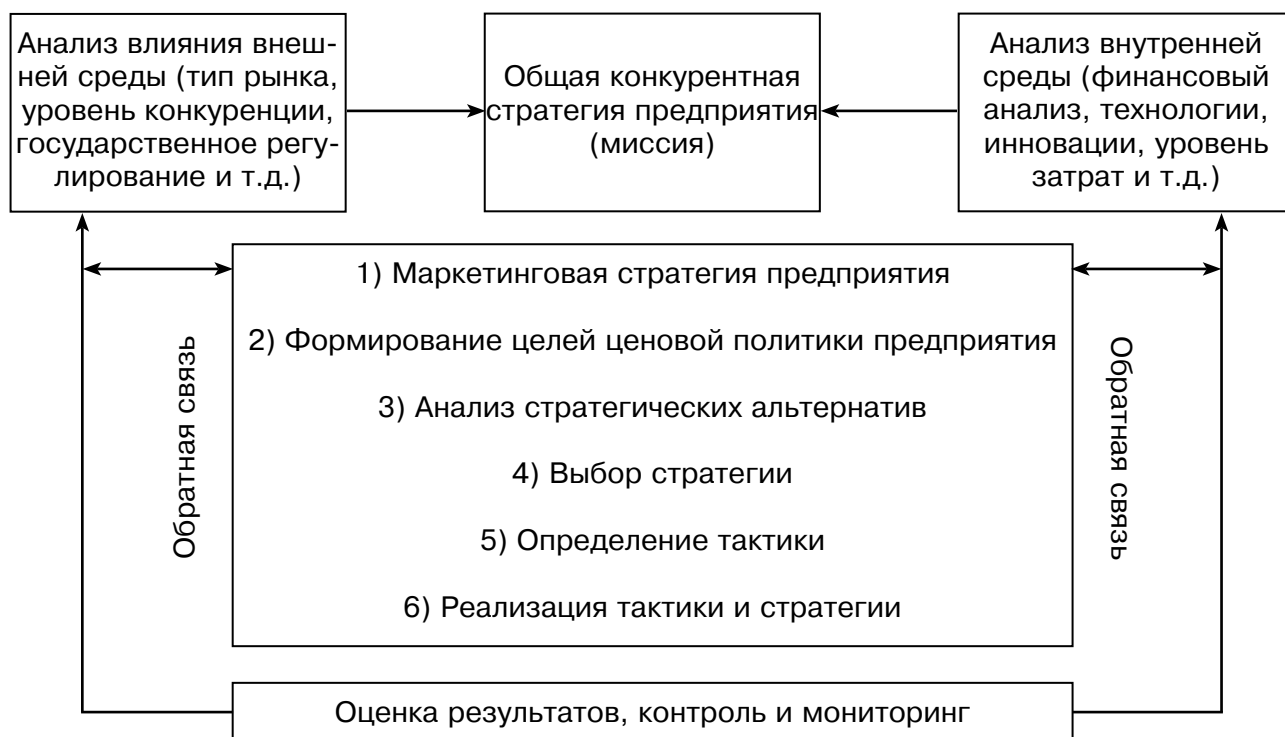 Анализ влияния внеш-
ней среды (тип рынка,
уровень конкуренции,
государственное регу-
лирование и т.д.)
Общая конкурентная
стратегия предприятия
(миссия)
Анализ внутренней
среды (финансовый
анализ, технологии,
инновации, уровень
затрат и т.д.)
Обратная связь
1) Маркетинговая стратегия предприятия
2) Формирование целей ценовой политики предприятия
3) Анализ стратегических альтернатив
4) Выбор стратегии
5) Определение тактики
6) Реализация тактики и стратегии
Обратная связь
Оценка результатов, контроль и мониторинг